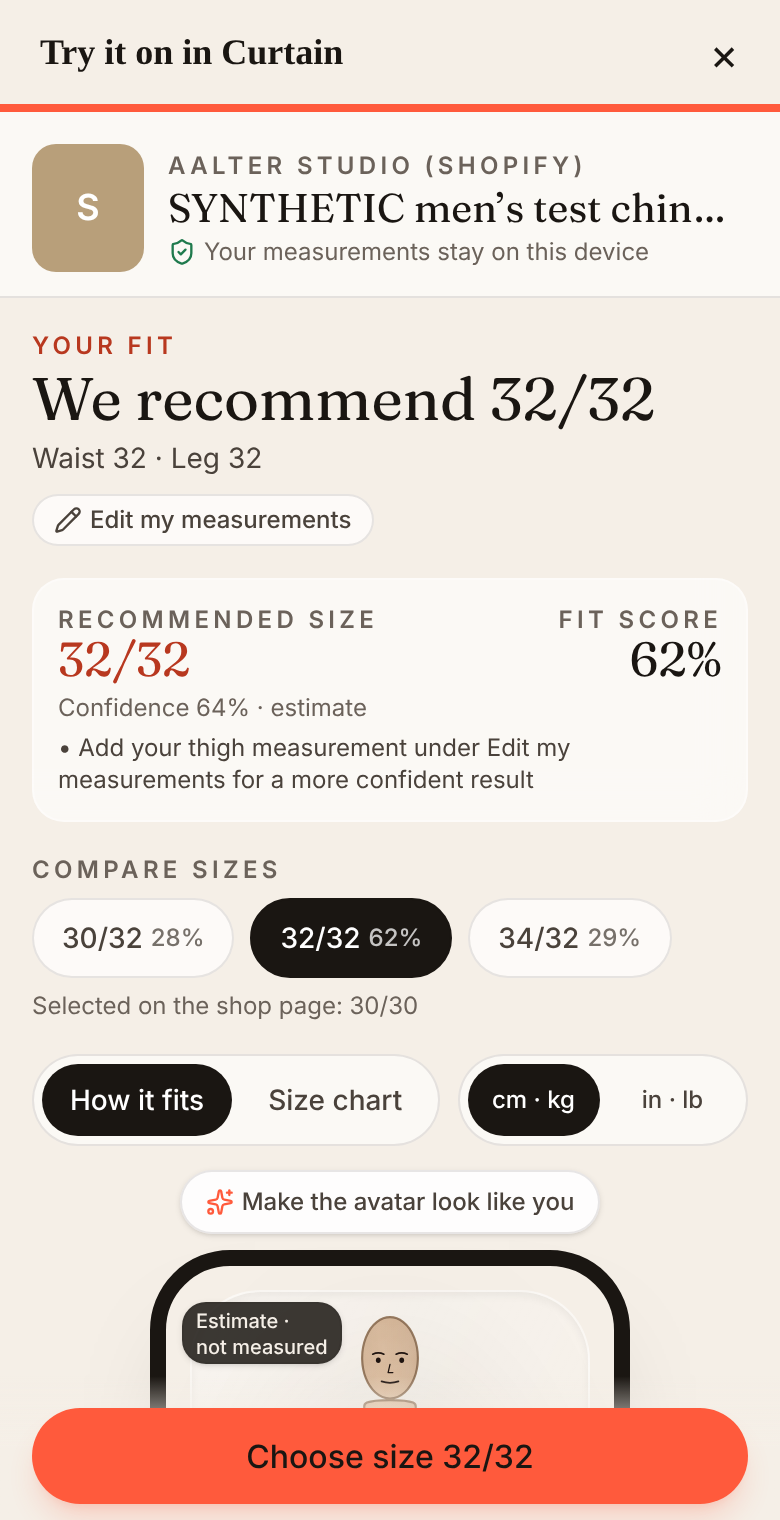 Try it on in Curtain
×
S
AALTER STUDIO (SHOPIFY)
SYNTHETIC men’s test chin…
Your measurements stay on this device
YOUR FIT
We recommend 32/32
Waist 32 · Leg 32
Edit my measurements
RECOMMENDED SIZE
FIT SCORE
32/32
62%
Confidence 64% · estimate
• Add your thigh measurement under Edit my
measurements for a more confident result
COMPARE SIZES
30/32 28%
32/32 62%
34/32 29%
Selected on the shop page: 30/30
How it fits
Size chart
cm · kg
in · lb
Make the avatar look like you
Estimate ·
not measured
Choose size 32/32